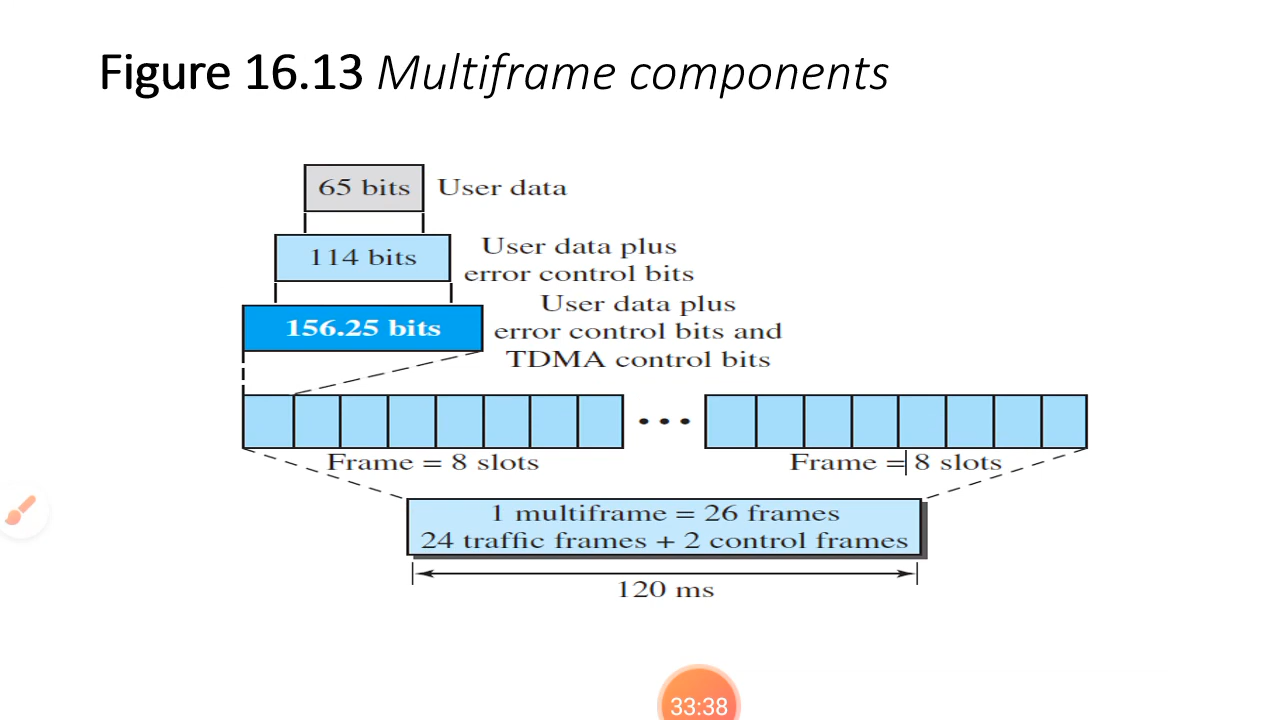 Figure 16.13 Multiframe components
65 bits User data
114 bits User data plus
error control bits
156.25 bits User data plus
error control bits and
TDMA control bits
• • •
Frame = 8 slots Frame = 8 slots
1 multiframe = 26 frames
24 traffic frames + 2 control frames
120 ms
33:38